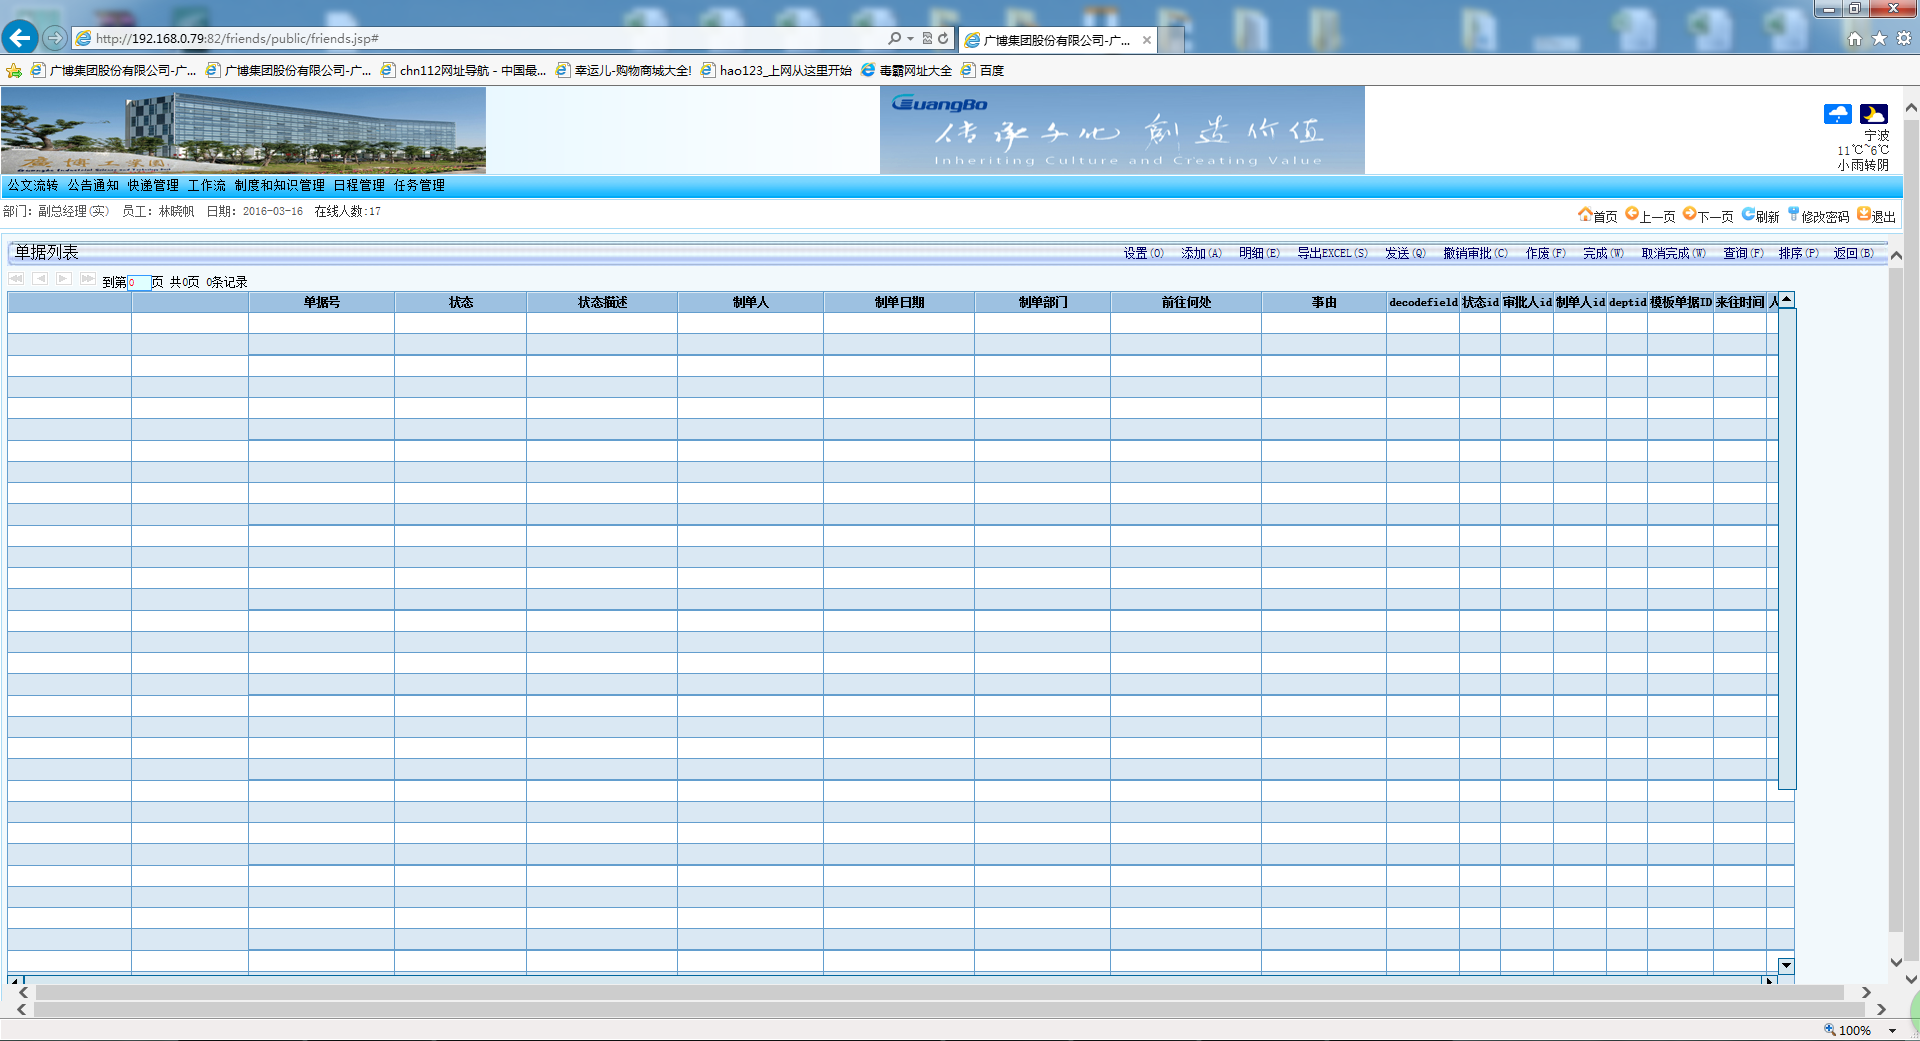 http://192.168.0.79:82/friends/public/friends.jsp#
广博集团股份有限公司-广...
广博集团股份有限公司-广... 广博集团股份有限公司-广... chn112网址导航 - 中国最... 幸运儿-购物商城大全! hao123_上网从这里开始 毒霸网址大全 百度
GuangBo
传承文化 創造价值
Inheriting Culture and Creating Value
宁波
11℃~6℃
小雨转阴
公文流转 公告通知 快递管理 工作流 制度和知识管理 日程管理 任务管理
部门: 副总经理(实) 员工: 林晓帆 日期: 2016-03-16 在线人数:17
首页 上一页 下一页 刷新 修改密码 退出
单据列表
设置(O) 添加(A) 明细(E) 导出EXCEL(S) 发送(Q) 撤销审批(C) 作废(F) 完成(W) 取消完成(W) 查询(F) 排序(P) 返回(B)
到第0页 共0页 0条记录
单据号 状态 状态描述 制单人 制单日期 制单部门 前往何处 事由 decodefield 状态id 审批人id 制单人id deptid 模板单据ID 来往时间 人
100%